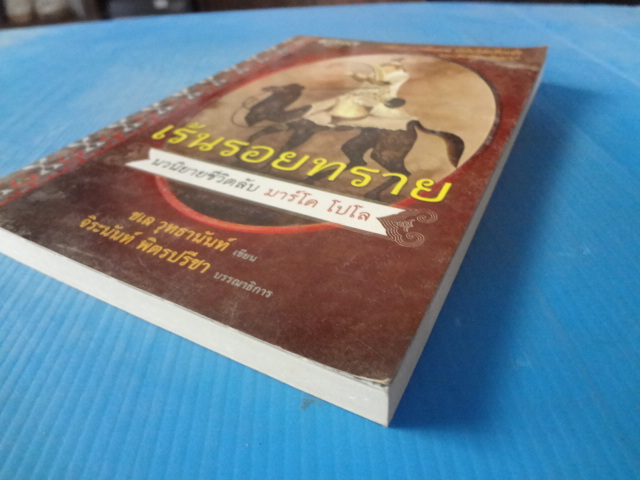 เร้นรอยทราย
นวนิยายชีวิตลับ มาร์โค โปโล
ชเล วุทธานันท์ เขียน
จิระนันท์ พิตรปรีชา บรรณาธิการ